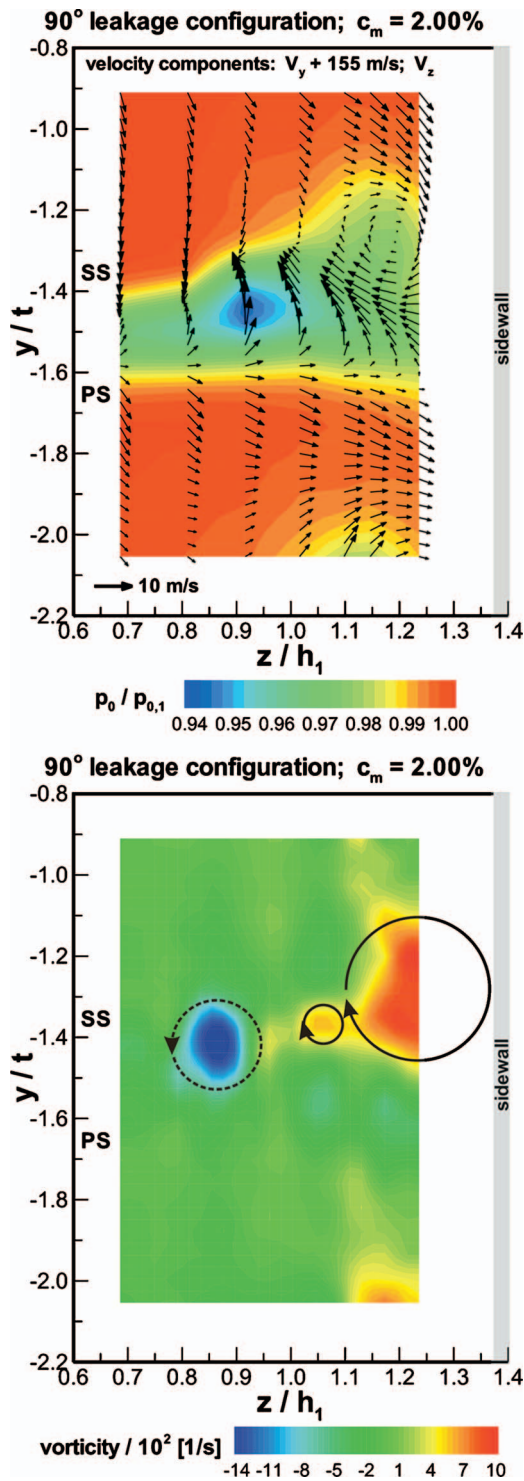 90° leakage configuration; c_m = 2.00%
velocity components: V_y + 155 m/s; V_z
-0.8
-1.0
-1.2
SS
-1.4
y / t
-1.6
PS
-1.8
-2.0
10 m/s
-2.2
sidewall
0.6 0.7 0.8 0.9 1.0 1.1 1.2 1.3 1.4
z / h_1
p_0 / p_0,1
0.94 0.95 0.96 0.97 0.98 0.99 1.00
90° leakage configuration; c_m = 2.00%
-0.8
-1.0
-1.2
SS
-1.4
y / t
-1.6
PS
-1.8
-2.0
-2.2
sidewall
0.6 0.7 0.8 0.9 1.0 1.1 1.2 1.3 1.4
z / h_1
vorticity / 10² [1/s]
-14 -11 -8 -5 -2 1 4 7 10